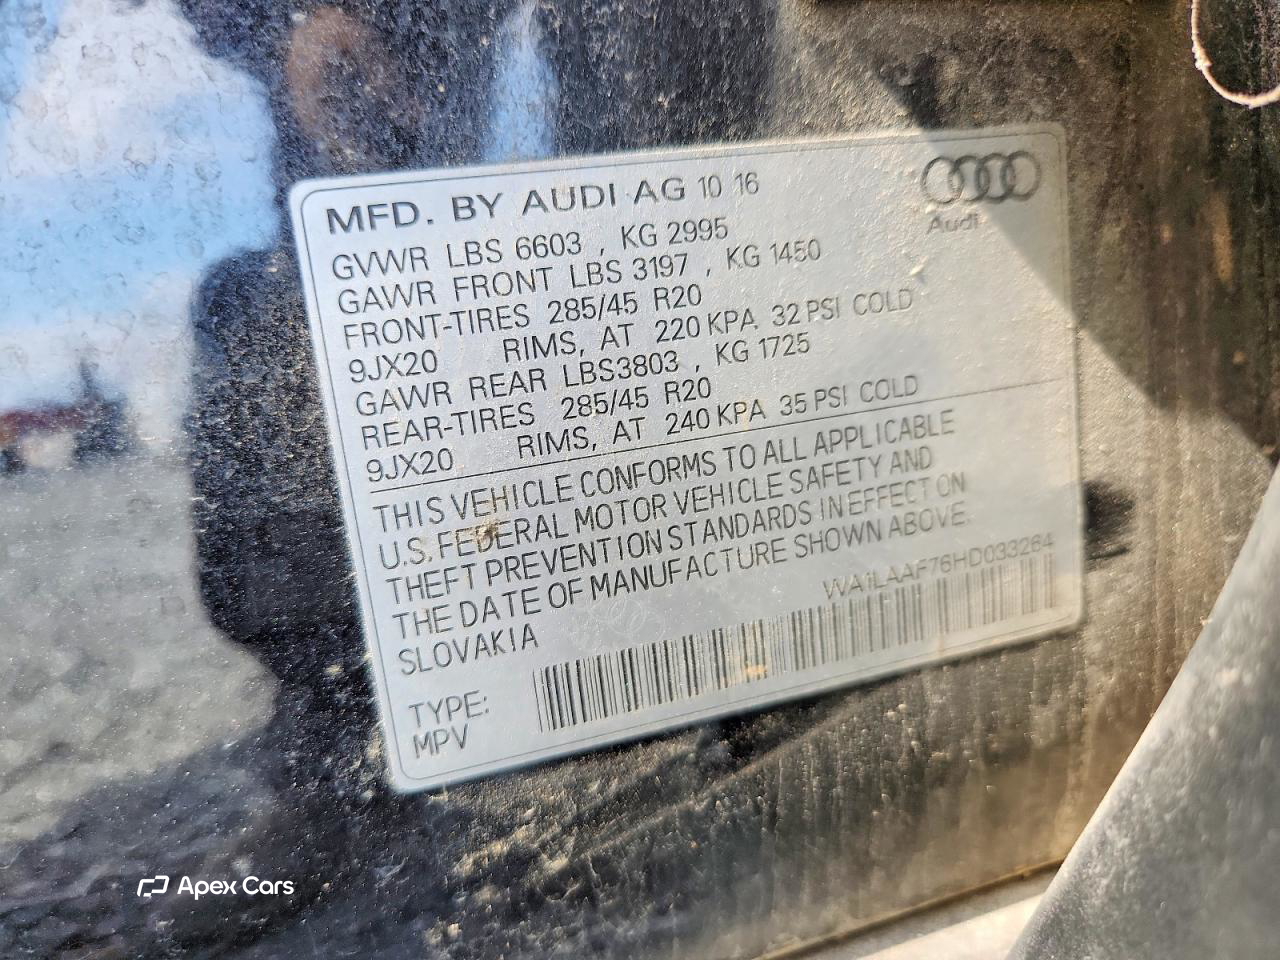 MFD. BY AUDI AG 10 16
Audi
GVWR LBS 6603 , KG 2995
GAWR FRONT LBS 3197 , KG 1450
FRONT-TIRES 285/45 R20
9JX20 RIMS, AT 220 KPA 32 PSI COLD
GAWR REAR LBS3803 , KG 1725
REAR-TIRES 285/45 R20
9JX20 RIMS, AT 240 KPA 35 PSI COLD
THIS VEHICLE CONFORMS TO ALL APPLICABLE
U.S. FEDERAL MOTOR VEHICLE SAFETY AND
THEFT PREVENTION STANDARDS IN EFFECT ON
THE DATE OF MANUFACTURE SHOWN ABOVE.
SLOVAKIA
WA1LAAF76HD033264
TYPE:
MPV
Apex Cars